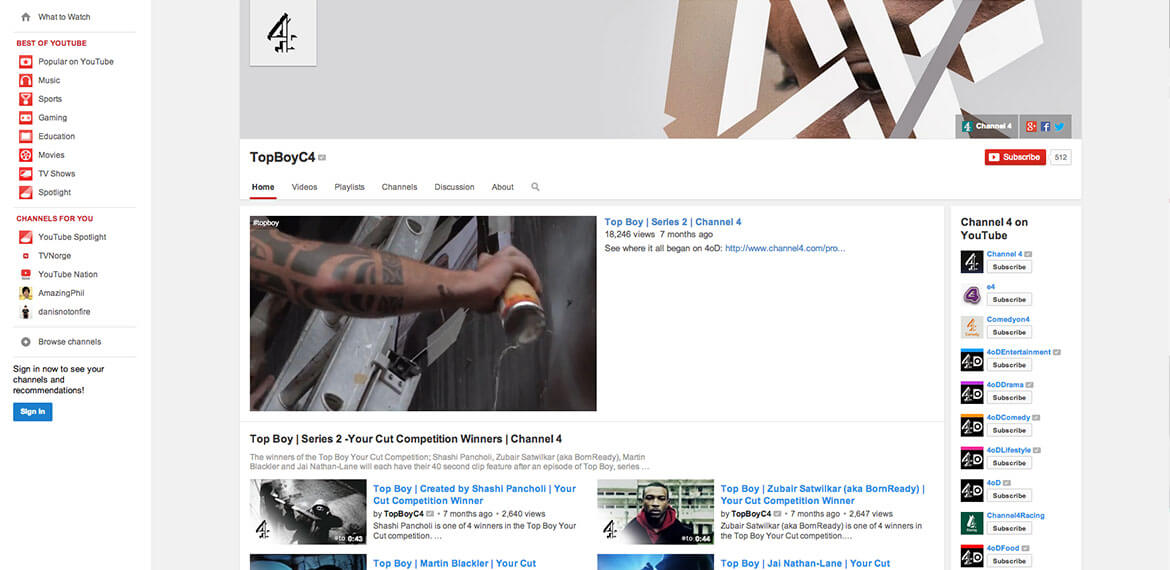 What to Watch
BEST OF YOUTUBE
Popular on YouTube
Music
Sports
Gaming
Education
Movies
TV Shows
Spotlight
CHANNELS FOR YOU
YouTube Spotlight
TVNorge
YouTube Nation
AmazingPhil
danisnotonfire
Browse channels
Sign in now to see your
channels and
recommendations!
Sign In
Channel 4
TopBoyC4
Subscribe
512
Home
Videos
Playlists
Channels
Discussion
About
#topboy
Top Boy | Series 2 | Channel 4
18,246 views 7 months ago
See where it all began on 4oD: http://www.channel4.com/pro...
Top Boy | Series 2 -Your Cut Competition Winners | Channel 4
The winners of the Top Boy Your Cut Competition; Shashi Pancholi, Zubair Satwilkar (aka BornReady), Martin
Blackler and Jai Nathan-Lane will each have their 40 second clip feature after an episode of Top Boy, series ...
#to 0:43
Top Boy | Created by Shashi Pancholi | Your
Cut Competition Winner
by TopBoyC4 • 7 months ago • 2,640 views
Shashi Pancholi is one of 4 winners in the Top Boy Your
Cut competition. ...
#to 0:44
Top Boy | Zubair Satwilkar (aka BornReady) |
Your Cut Competition Winner
by TopBoyC4 • 7 months ago • 2,647 views
Zubair Satwilkar (aka BornReady) is one of 4 winners in
the Top Boy Your Cut competition....
Top Boy | Martin Blackler | Your Cut
Top Boy | Jai Nathan-Lane | Your Cut
Channel 4 on
YouTube
Channel 4
Subscribe
e4
Subscribe
Comedyon4
Subscribe
4oDEntertainment
Subscribe
4oDDrama
Subscribe
4oDComedy
Subscribe
4oDLifestyle
Subscribe
4oD
Subscribe
Channel4Racing
Subscribe
4oDFood
Subscribe